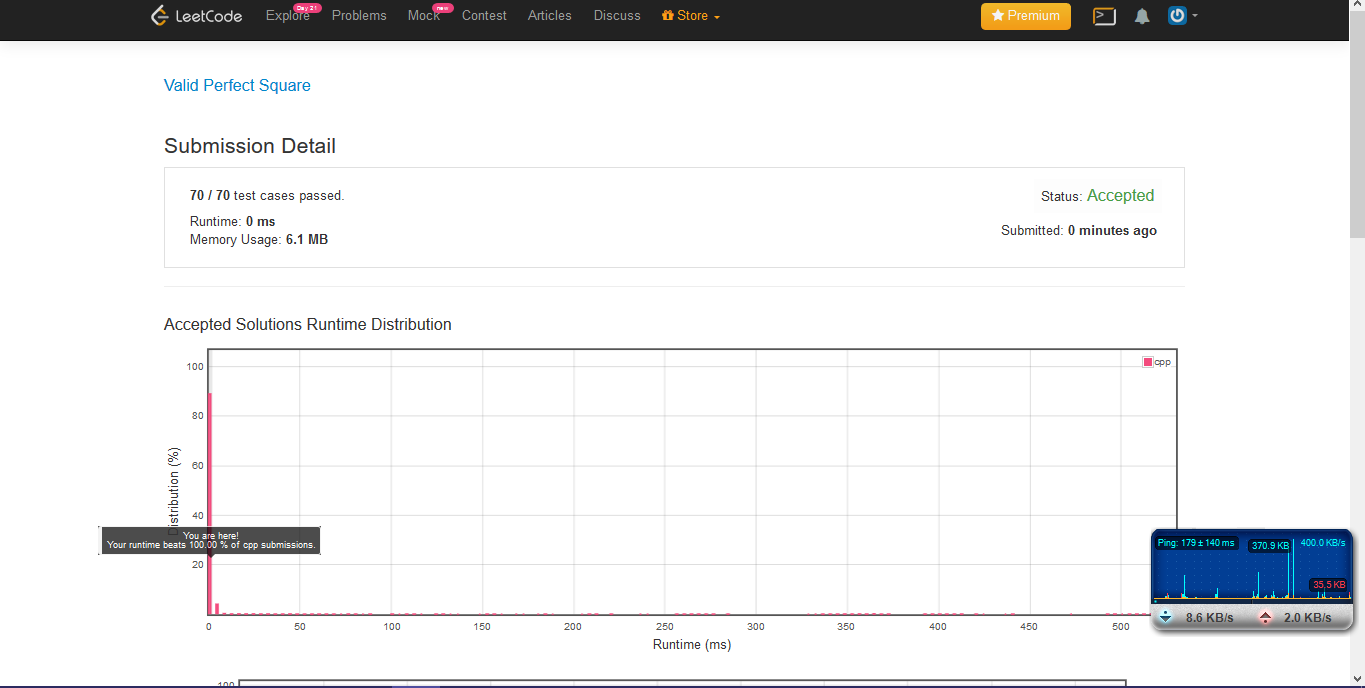 LeetCode Explore Day 21 Problems Mock new Contest Articles Discuss Store Premium
Valid Perfect Square
Submission Detail
70 / 70 test cases passed.
Status: Accepted
Runtime: 0 ms
Memory Usage: 6.1 MB
Submitted: 0 minutes ago
Accepted Solutions Runtime Distribution
cpp
100
80
60
40
20
Distribution (%)
You are here!
Your runtime beats 100.00 % of cpp submissions.
0 50 100 150 200 250 300 350 400 450 500
Runtime (ms)
Ping: 179 ± 140 ms
370.9 KB
400.0 KB/s
35.5 KB
8.6 KB/s
2.0 KB/s
100